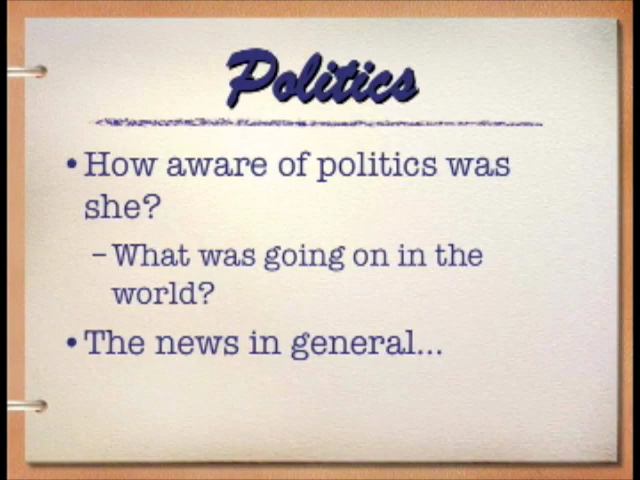 Politics
•How aware of politics was
she?
–What was going on in the
world?
•The news in general...